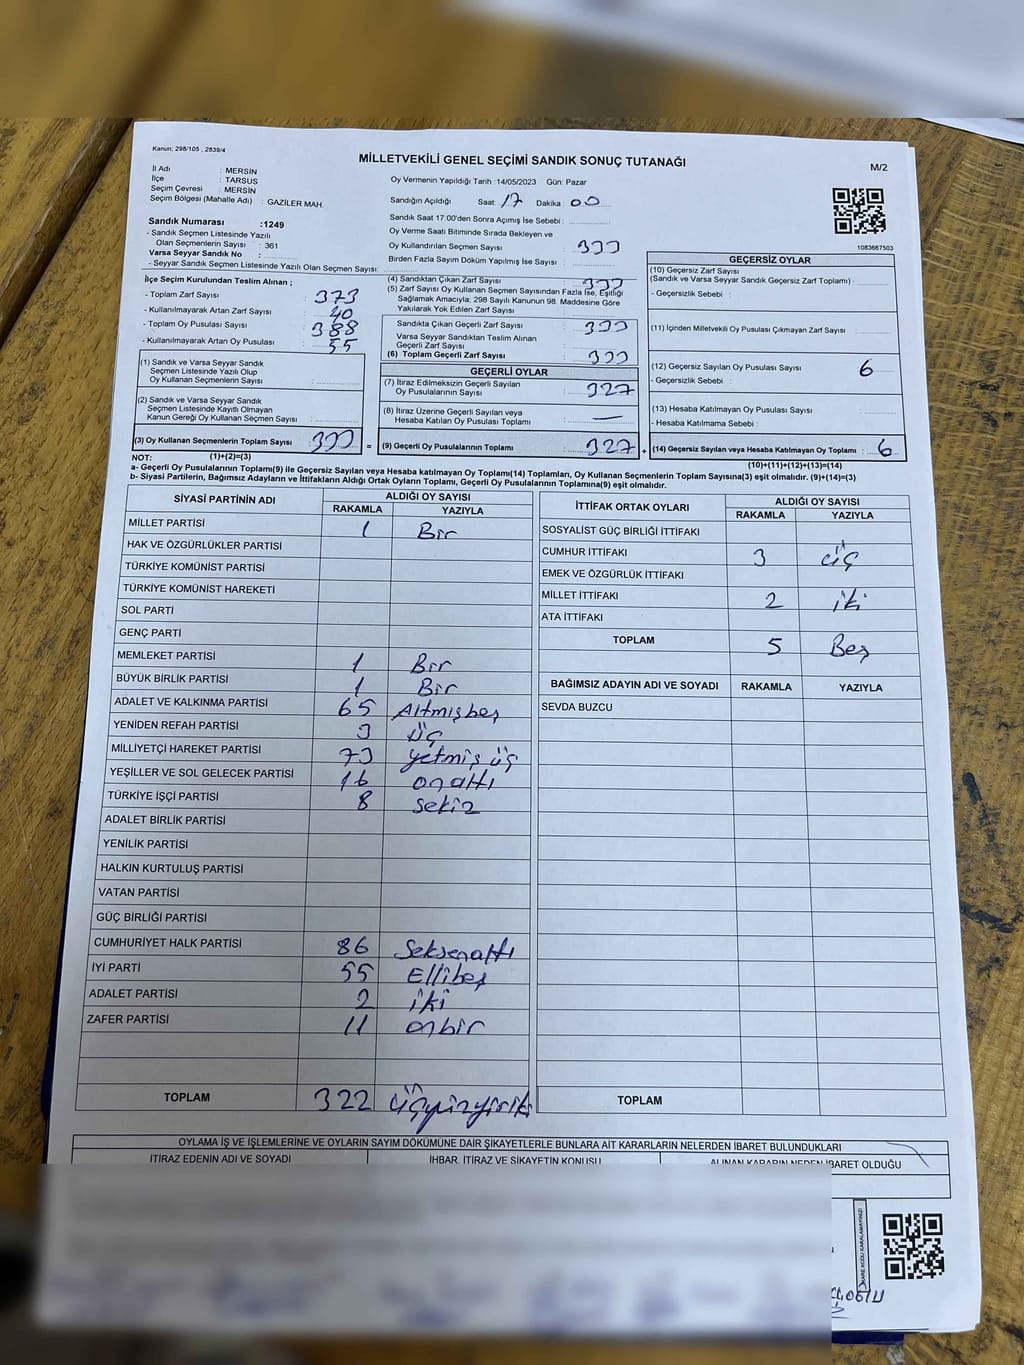 Kanun; 298/105 , 2839/4
MİLLETVEKİLİ GENEL SEÇİMİ SANDIK SONUÇ TUTANAĞI
M/2
İl Adı : MERSİN
İlçe : TARSUS
Seçim Çevresi : MERSİN
Seçim Bölgesi (Mahalle Adı) : GAZİLER MAH.
Sandık Numarası :1249
- Sandık Seçmen Listesinde Yazılı
Olan Seçmenlerin Sayısı : 361
Varsa Seyyar Sandık No :
- Seyyar Sandık Seçmen Listesinde Yazılı Olan Seçmen Sayısı:
Oy Vermenin Yapıldığı Tarih :14/05/2023 Gün: Pazar
Sandığın Açıldığı Saat: 17 Dakika: 00
Sandık Saat 17.00'den Sonra Açımış İse Sebebi :
Oy Verme Saati Bitiminde Sırada Bekleyen ve
Oy Kullandırılan Seçmen Sayısı : 333
Birden Fazla Sayım Döküm Yapılmış İse Sayısı :
1083667503
İlçe Seçim Kurulundan Teslim Alınan ;
- Toplam Zarf Sayısı : 373
- Kullanılmayarak Artan Zarf Sayısı : 40
- Toplam Oy Pusulası Sayısı : 388
- Kullanılmayarak Artan Oy Pusulası : 55
(1) Sandık ve Varsa Seyyar Sandık
Seçmen Listesinde Yazılı Olup
Oy Kullanan Seçmenlerin Sayısı :
(2) Sandık ve Varsa Seyyar Sandık
Seçmen Listesinde Kayıtlı Olmayan
Kanun Gereği Oy Kullanan Seçmen Sayısı :
(3) Oy Kullanan Seçmenlerin Toplam Sayısı : 333
(4) Sandıktan Çıkan Zarf Sayısı : 333
(5) Zarf Sayısı Oy Kullanan Seçmen Sayısından Fazla İse, Eşitliği
Sağlamak Amacıyla; 298 Sayılı Kanunun 98. Maddesine Göre
Yakılarak Yok Edilen Zarf Sayısı :
Sandıkta Çıkan Geçerli Zarf Sayısı : 333
Varsa Seyyar Sandıktan Teslim Alınan
Geçerli Zarf Sayısı :
(6) Toplam Geçerli Zarf Sayısı : 333
GEÇERLİ OYLAR
(7) İtiraz Edilmeksizin Geçerli Sayılan
Oy Pusulalarının Sayısı : 327
(8) İtiraz Üzerine Geçerli Sayılan veya
Hesaba Katılan Oy Pusulası Toplamı : —
= (9) Geçerli Oy Pusulalarının Toplamı : 327
GEÇERSİZ OYLAR
(10) Geçersiz Zarf Sayısı
(Sandık ve Varsa Seyyar Sandık Geçersiz Zarf Toplamı) :
- Geçersizlik Sebebi :
(11) İçinden Milletvekili Oy Pusulası Çıkmayan Zarf Sayısı :
(12) Geçersiz Sayılan Oy Pusulası Sayısı : 6
- Geçersizlik Sebebi :
(13) Hesaba Katılmayan Oy Pusulası Sayısı :
- Hesaba Katılmama Sebebi :
+ (14) Geçersiz Sayılan veya Hesaba Katılmayan Oy Toplamı : 6
NOT: (1)+(2)=(3) (10)+(11)+(12)+(13)=(14)
a- Geçerli Oy Pusulalarının Toplamı(9) ile Geçersiz Sayılan veya Hesaba katılmayan Oy Toplamı(14) Toplamları, Oy Kullanan Seçmenlerin Toplam Sayısına(3) eşit olmalıdır. (9)+(14)=(3)
b- Siyasi Partilerin, Bağımsız Adayların ve İttifakların Aldığı Ortak Oyların Toplamı, Geçerli Oy Pusulalarının Toplamına(9) eşit olmalıdır.
SİYASİ PARTİNİN ADI ALDIĞI OY SAYISI
RAKAMLA YAZIYLA
MİLLET PARTİSİ 1 Bir
HAK VE ÖZGÜRLÜKLER PARTİSİ
TÜRKİYE KOMÜNİST PARTİSİ
TÜRKİYE KOMÜNİST HAREKETİ
SOL PARTİ
GENÇ PARTİ
MEMLEKET PARTİSİ 1 Bir
BÜYÜK BİRLİK PARTİSİ 1 Bir
ADALET VE KALKINMA PARTİSİ 65 Altmışbeş
YENİDEN REFAH PARTİSİ 3 üç
MİLLİYETÇİ HAREKET PARTİSİ 73 yetmiş üç
YEŞİLLER VE SOL GELECEK PARTİSİ 16 onaltı
TÜRKİYE İŞÇİ PARTİSİ 8 sekiz
ADALET BİRLİK PARTİSİ
YENİLİK PARTİSİ
HALKIN KURTULUŞ PARTİSİ
VATAN PARTİSİ
GÜÇ BİRLİĞİ PARTİSİ
CUMHURİYET HALK PARTİSİ 86 Seksenaltı
İYİ PARTİ 55 Ellibeş
ADALET PARTİSİ 2 iki
ZAFER PARTİSİ 11 onbir
TOPLAM 322 üçyüzyirmiiki
İTTİFAK ORTAK OYLARI ALDIĞI OY SAYISI
RAKAMLA YAZIYLA
SOSYALİST GÜÇ BİRLİĞİ İTTİFAKI
CUMHUR İTTİFAKI 3 üç
EMEK VE ÖZGÜRLÜK İTTİFAKI
MİLLET İTTİFAKI 2 iki
ATA İTTİFAKI
TOPLAM 5 Beş
BAĞIMSIZ ADAYIN ADI VE SOYADI RAKAMLA YAZIYLA
SEVDA BUZCU
TOPLAM
OYLAMA İŞ VE İŞLEMLERİNE VE OYLARIN SAYIM DÖKÜMÜNE DAİR ŞİKAYETLERLE BUNLARA AİT KARARLARIN NELERDEN İBARET BULUNDUKLARI
İTİRAZ EDENİN ADI VE SOYADI İHBAR, İTİRAZ VE ŞİKAYETİN KONUSU ALINAN KARARIN NEDEN İBARET OLDUĞU
KARE KODU KARALAMAYINIZ!